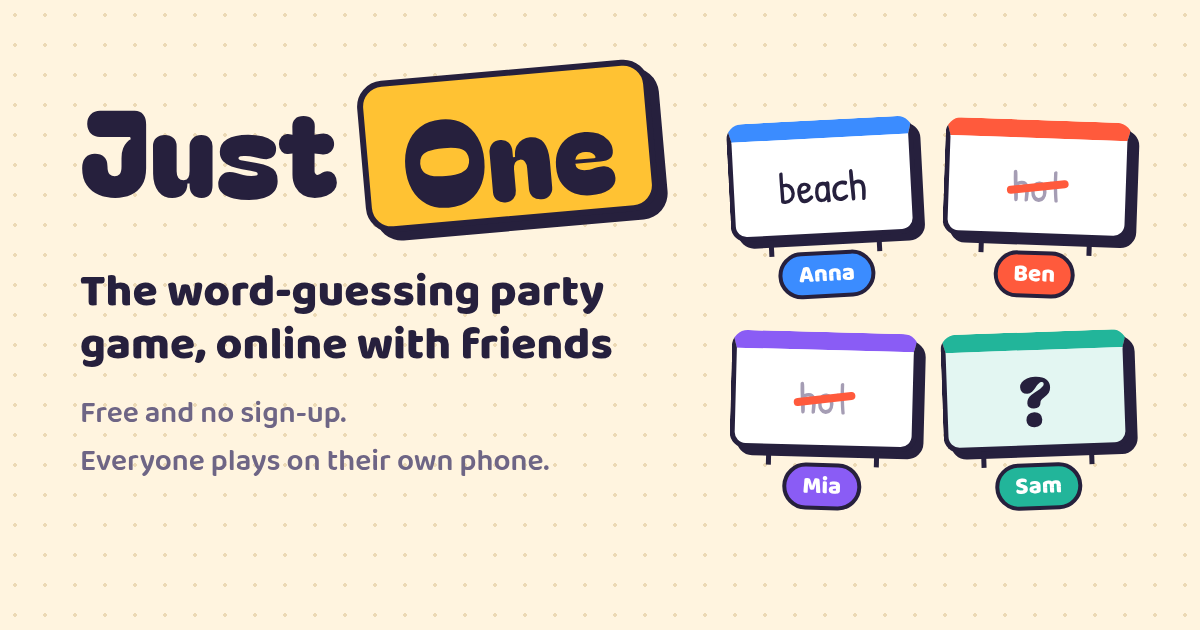 Just One
The word-guessing party
game, online with friends
Free and no sign-up.
Everyone plays on their own phone.
beach
Anna
hot
Ben
hot
Mia
?
Sam